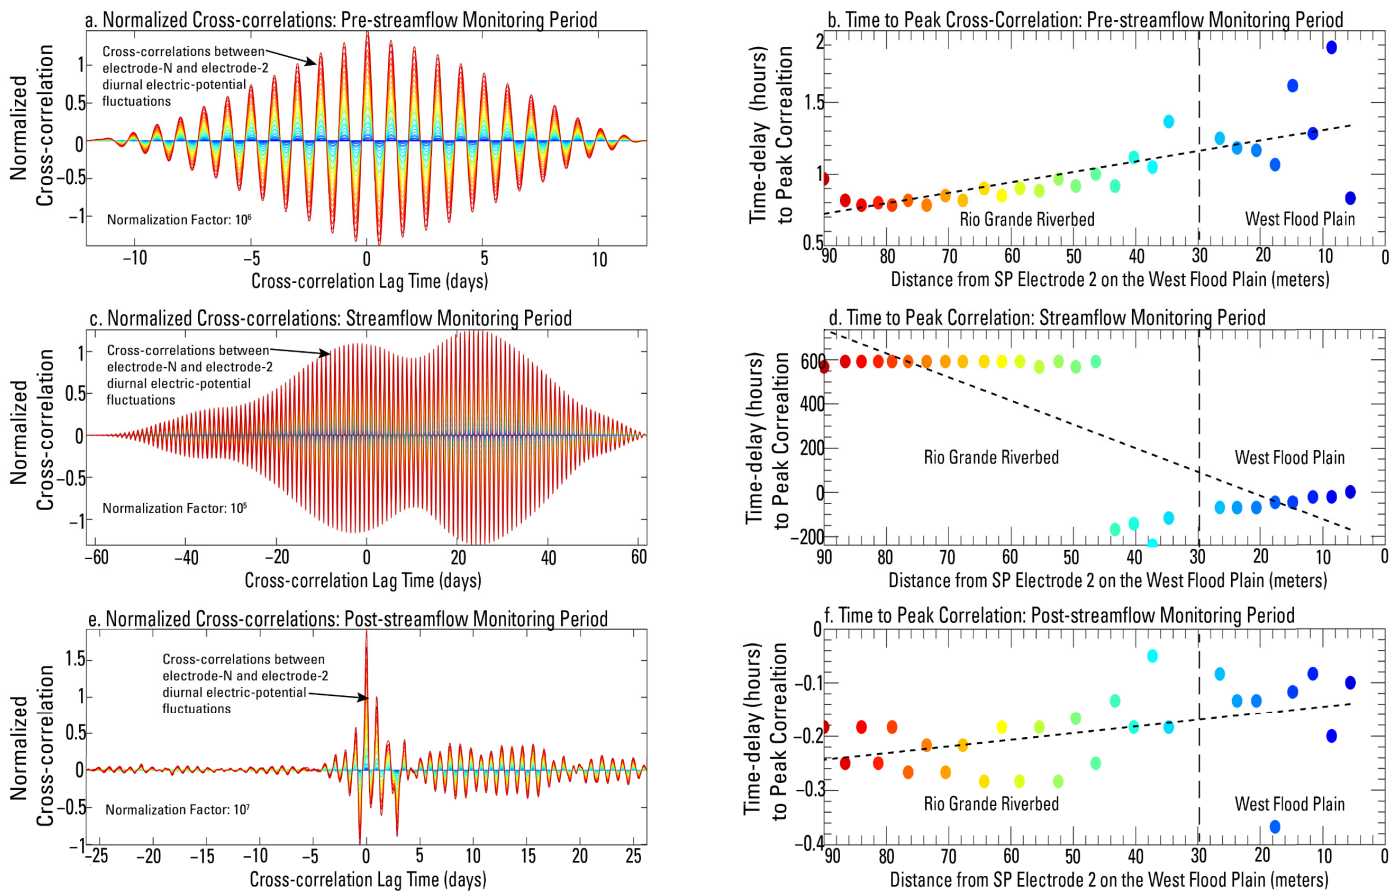 a. Normalized Cross-correlations: Pre-streamflow Monitoring Period
Normalized
Cross-correlation
1
0.5
0
−0.5
−1
Cross-correlations between
electrode-N and electrode-2
diurnal electric-potential
fluctuations
Normalization Factor: 10⁶
−10
−5
0
5
10
Cross-correlation Lag Time (days)
b. Time to Peak Cross-Correlation: Pre-streamflow Monitoring Period
Time-delay (hours)
to Peak Correaltion
2
1.5
1
0.5
Rio Grande Riverbed
West Flood Plain
90
80
70
60
50
40
30
20
10
0
Distance from SP Electrode 2 on the West Flood Plain (meters)
c. Normalized Cross-correlations: Streamflow Monitoring Period
Normalized
Cross-correlation
1
0.5
0
−0.5
−1
Cross-correlations between
electrode-N and electrode-2
diurnal electric-potential
fluctuations
Normalization Factor: 10⁵
−60
−40
−20
0
20
40
60
Cross-correlation Lag Time (days)
d. Time to Peak Correlation: Streamflow Monitoring Period
Time-delay (hours)
to Peak Correaltion
600
400
200
0
−200
Rio Grande Riverbed
West Flood Plain
90
80
70
60
50
40
30
20
10
0
Distance from SP Electrode 2 on the West Flood Plain (meters)
e. Normalized Cross-correlations: Post-streamflow Monitoring Period
Normalized
Cross-correlation
1.5
1
0.5
0
−0.5
−1
Cross-correlations between
electrode-N and electrode-2
diurnal electric-potential
fluctuations
Normalization Factor: 10⁷
−25
−20
−15
−10
−5
0
5
10
15
20
25
Cross-correlation Lag Time (days)
f. Time to Peak Correlation: Post-streamflow Monitoring Period
Time-delay (hours)
to Peak Correaltion
0
−0.1
−0.2
−0.3
−0.4
Rio Grande Riverbed
West Flood Plain
90
80
70
60
50
40
30
20
10
0
Distance from SP Electrode 2 on the West Flood Plain (meters)